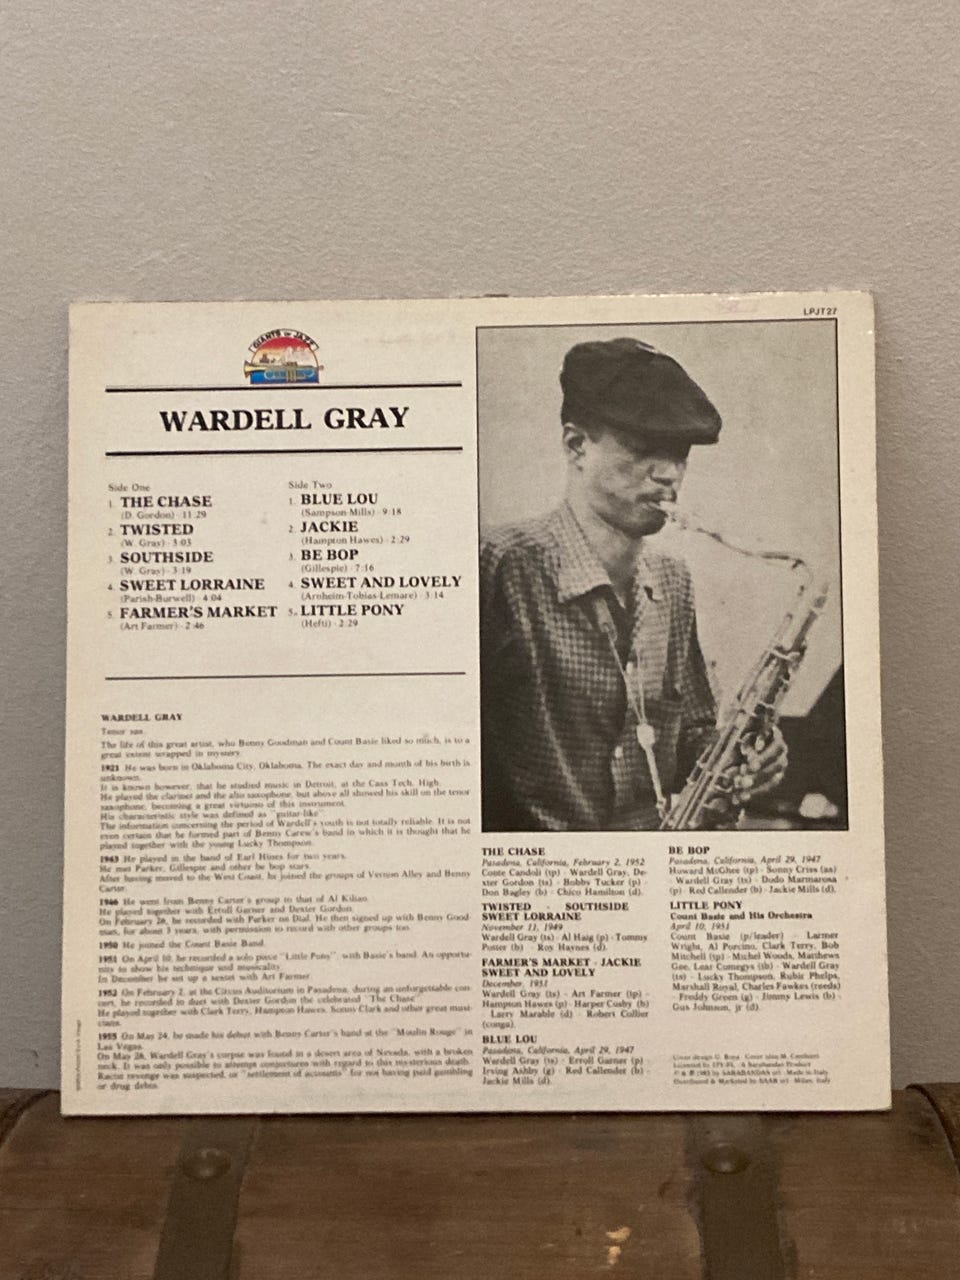 LPJT27
GIANTS OF JAZZ
WARDELL GRAY
Side One
1. THE CHASE
(D. Gordon) · 11:29
2. TWISTED
(W. Gray) · 3:03
3. SOUTHSIDE
(W. Gray) · 3:19
4. SWEET LORRAINE
(Parish-Burwell) · 4:04
5. FARMER'S MARKET
(Art Farmer) · 2:46
Side Two
1. BLUE LOU
(Sampson-Mills) · 9:18
2. JACKIE
(Hampton Hawes) · 2:29
3. BE BOP
(Gillespie) · 7:16
4. SWEET AND LOVELY
(Arnheim-Tobias-Lemare) · 3:14
5. LITTLE PONY
(Hefti) · 2:29
WARDELL GRAY
Tenor sax.
The life of this great artist, who Benny Goodman and Count Basie liked so much, is to a
great extent wrapped in mystery.
1921 He was born in Oklahoma City, Oklahoma. The exact day and month of his birth is
unknown.
It is known however, that he studied music in Detroit, at the Cass Tech. High.
He played the clarinet and the alto saxophone, but above all showed his skill on the tenor
saxophone, becoming a great virtuoso of this instrument.
His characteristic style was defined as "guitar-like".
The information concerning the period of Wardell's youth is not totally reliable. It is not
even certain that he formed part of Benny Carew's band in which it is thought that he
played together with the young Lucky Thompson.
1943 He played in the band of Earl Hines for two years.
He met Parker, Gillespie and other be bop stars.
After having moved to the West Coast, he joined the groups of Vernon Alley and Benny
Carter.
1946 He went from Benny Carter's group to that of Al Kilian.
He played together with Erroll Garner and Dexter Gordon.
On February 26, he recorded with Parker on Dial. He then signed up with Benny Good-
man, for about 3 years, with permission to record with other groups too.
1950 He joined the Count Basie Band.
1951 On April 10, he recorded a solo piece "Little Pony", with Basie's band. An opportu-
nity to show his technique and musicality.
In December he set up a sextet with Art Farmer.
1952 On February 2, at the Circus Auditorium in Pasadena, during an unforgettable con-
cert, he recorded in duet with Dexter Gordon the celebrated "The Chase".
He played together with Clark Terry, Hampton Hawes, Sonny Clark and other great musi-
cians.
1955 On May 24, he made his debut with Benny Carter's band at the "Moulin Rouge" in
Las Vegas.
On May 26, Wardell Gray's corpse was found in a desert area of Nevada, with a broken
neck. It was only possible to attempt conjectures with regard to this mysterious death.
Racist revenge was suspected, or "settlement of accounts" for not having paid gambling
or drug debts.
THE CHASE
Pasadena, California, February 2, 1952
Conte Candoli (tp) · Wardell Gray, De-
xter Gordon (ts) · Bobby Tucker (p) ·
Don Bagley (b) · Chico Hamilton (d).
TWISTED · SOUTHSIDE
SWEET LORRAINE
November 11, 1949
Wardell Gray (ts) · Al Haig (p) · Tommy
Potter (b) · Roy Haynes (d).
FARMER'S MARKET · JACKIE
SWEET AND LOVELY
December, 1951
Wardell Gray (ts) · Art Farmer (tp) ·
Hampton Hawes (p) · Harper Cosby (b)
· Larry Marable (d) · Robert Collier
(conga).
BLUE LOU
Pasadena, California, April 29, 1947
Wardell Gray (ts) · Erroll Garner (p) ·
Irving Ashby (g) · Red Callender (b) ·
Jackie Mills (d).
BE BOP
Pasadena, California, April 29, 1947
Howard McGhee (tp) · Sonny Criss (as)
· Wardell Gray (ts) · Dodo Marmarosa
(p) · Red Callender (b) · Jackie Mills (d).
LITTLE PONY
Count Basie and His Orchestra
April 10, 1951
Count Basie (p/leader) · Lairmer
Wright, Al Porcino, Clark Terry, Bob
Mitchell (tp) · Michel Woods, Matthews
Gee, Lear Cumegys (tb) · Wardell Gray
(ts) · Lucky Thompson, Rubir Phelps,
Marshall Royal, Charles Fawkes (reeds)
· Freddy Green (g) · Jimmy Lewis (b) ·
Gus Johnson, jr (d).
Made in Italy
Distributed & Marketed by SAAR srl · Milan, Italy